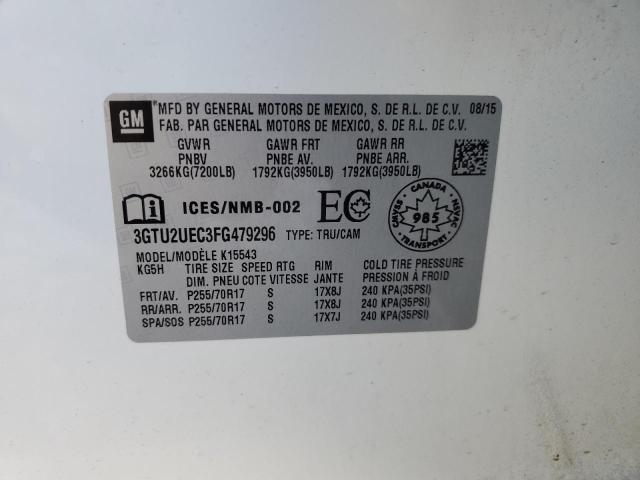 GM
MFD BY GENERAL MOTORS DE MEXICO, S. DE R.L. DE C.V. 08/15
FAB. PAR GENERAL MOTORS DE MEXICO, S. DE R.L. DE C.V.
GVWR GAWR FRT GAWR RR
PNBV PNBE AV. PNBE ARR.
3266KG(7200LB) 1792KG(3950LB) 1792KG(3950LB)
ICES/NMB-002 EC
CANADA
CMVSS NSVAC
985
TRANSPORT
3GTU2UEC3FG479296 TYPE: TRU/CAM
MODEL/MODÈLE K15543
KG5H TIRE SIZE SPEED RTG RIM COLD TIRE PRESSURE
DIM. PNEU COTE VITESSE JANTE PRESSION À FROID
FRT/AV. P255/70R17 S 17X8J 240 KPA(35PSI)
RR/ARR. P255/70R17 S 17X8J 240 KPA(35PSI)
SPA/SOS P255/70R17 S 17X7J 240 KPA(35PSI)